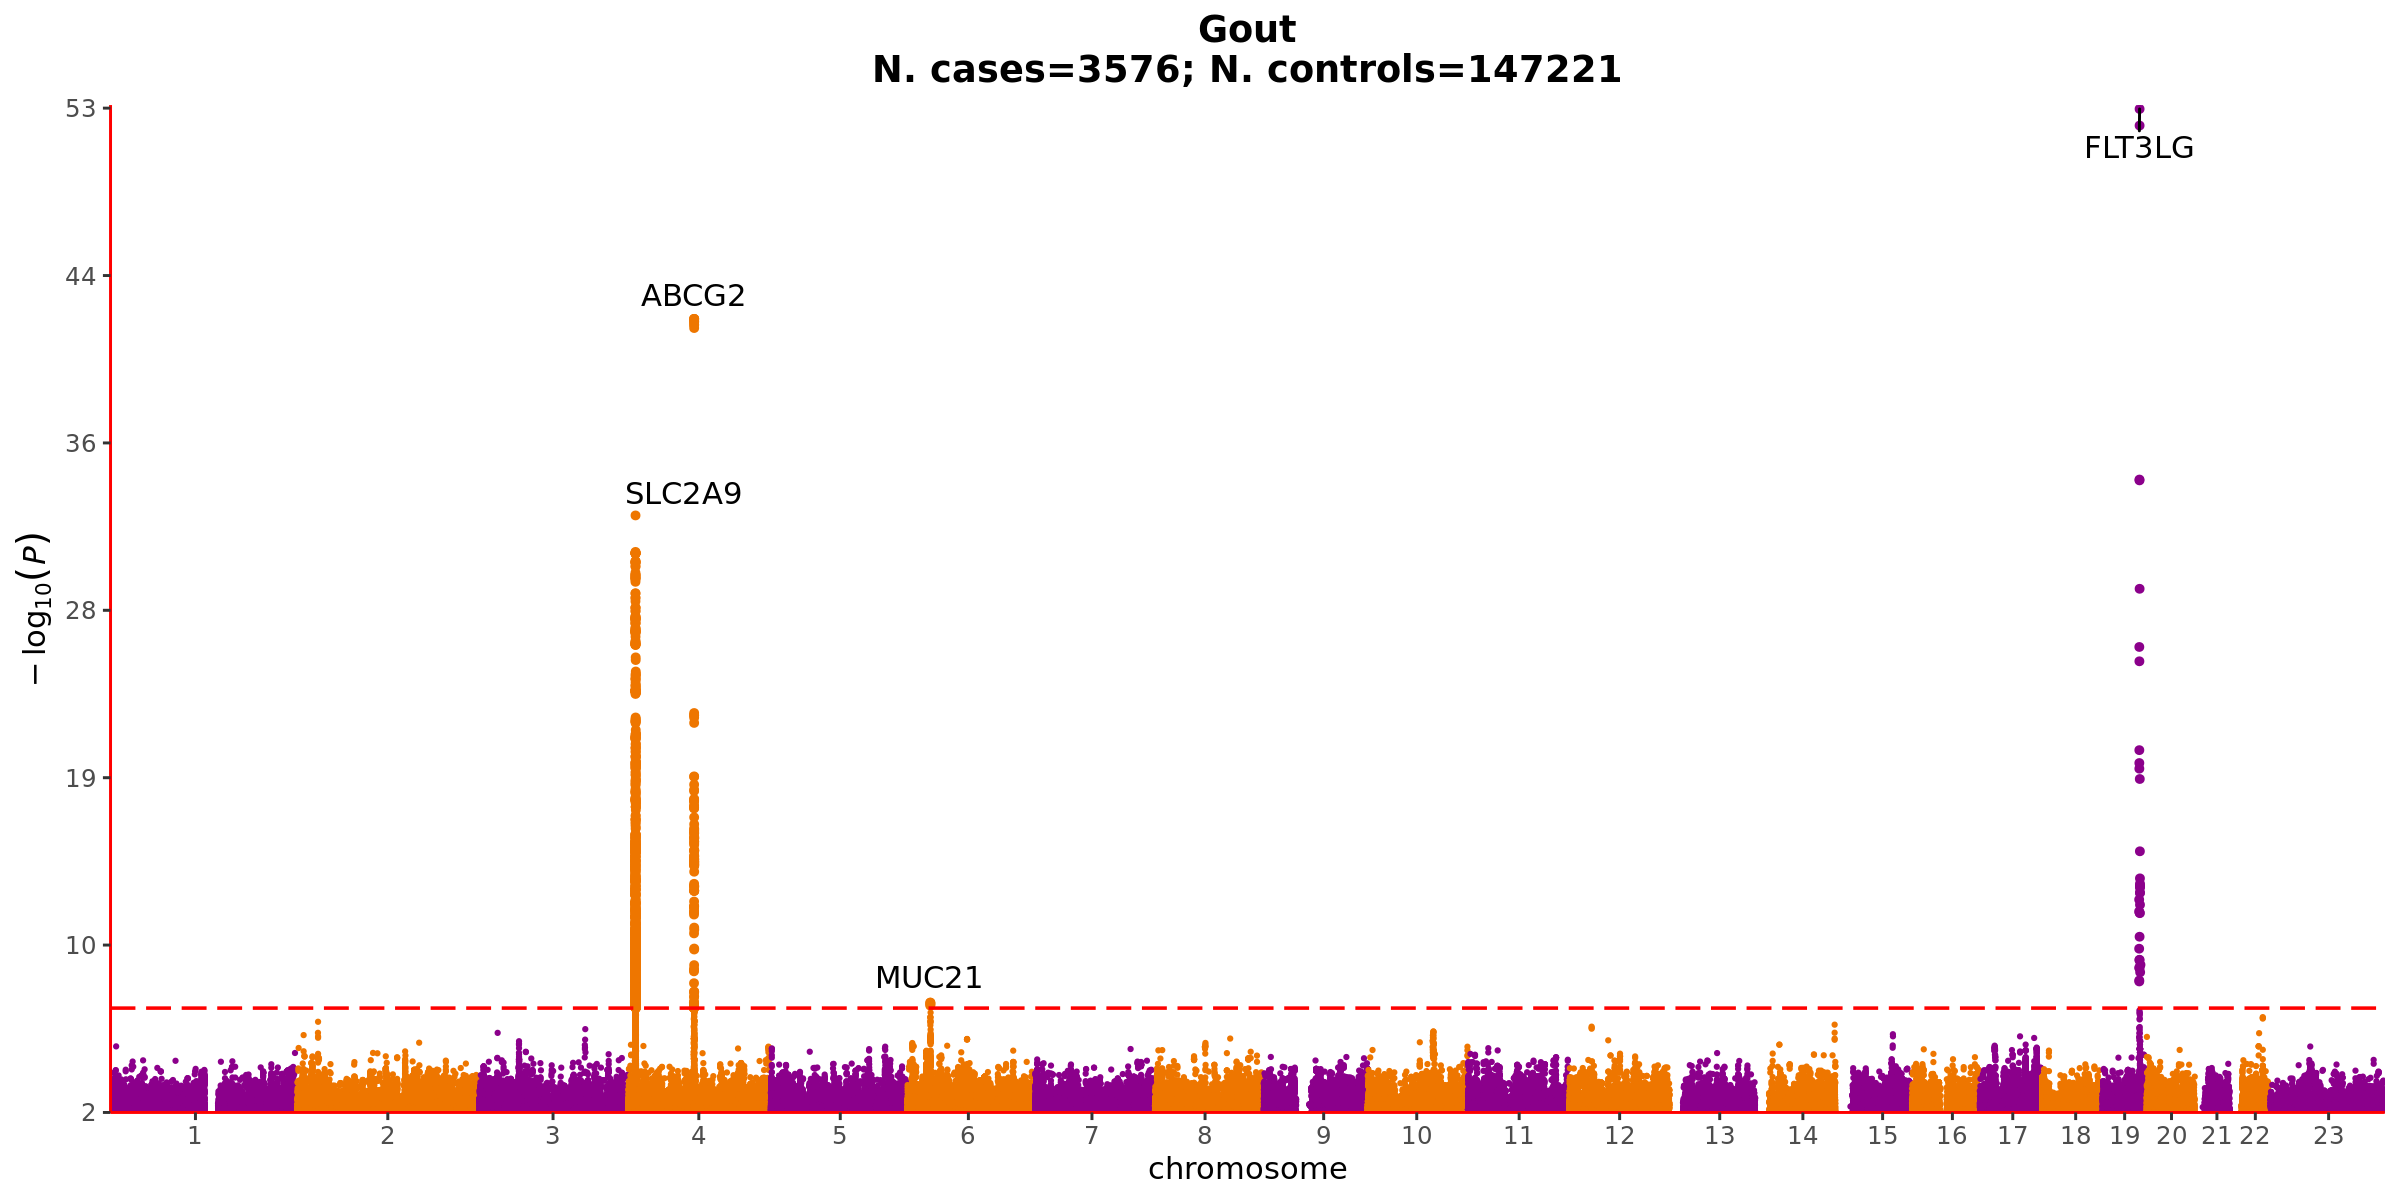 Gout
N. cases=3576; N. controls=147221
53
FLT3LG
44
ABCG2
36
SLC2A9
−log10(P)
28
19
10
MUC21
2
1 2 3 4 5 6 7 8 9 10 11 12 13 14 15 16 17 18 19 20 21 22 23
chromosome